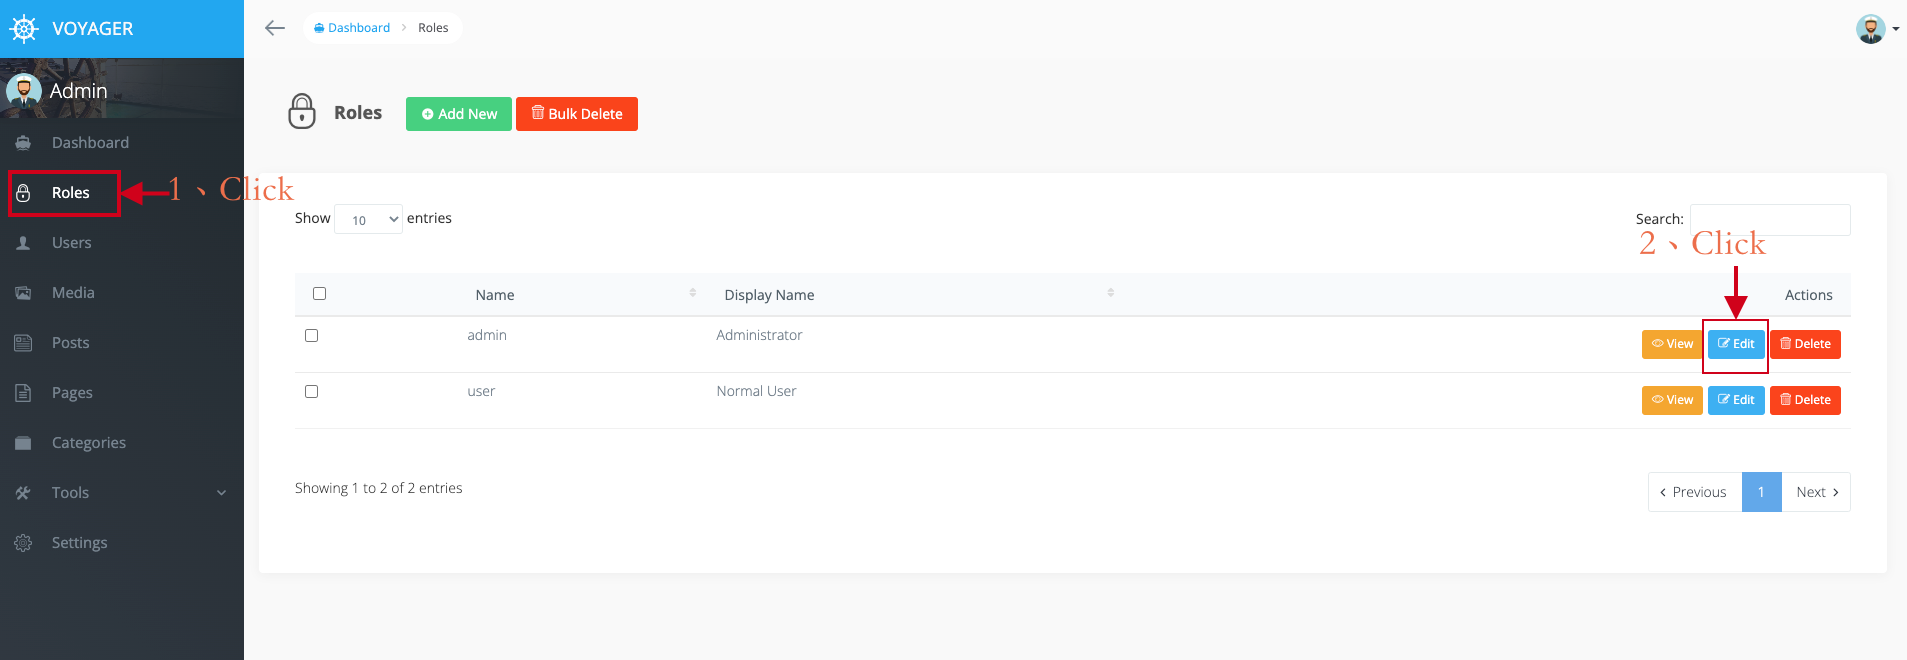 VOYAGER
Dashboard > Roles
Admin
Dashboard
Roles
1、Click
Users
Media
Posts
Pages
Categories
Tools
Settings
Roles
Add New
Bulk Delete
Show 10 entries
Search:
2、Click
Name Display Name Actions
admin Administrator View Edit Delete
user Normal User View Edit Delete
Showing 1 to 2 of 2 entries
‹ Previous 1 Next ›